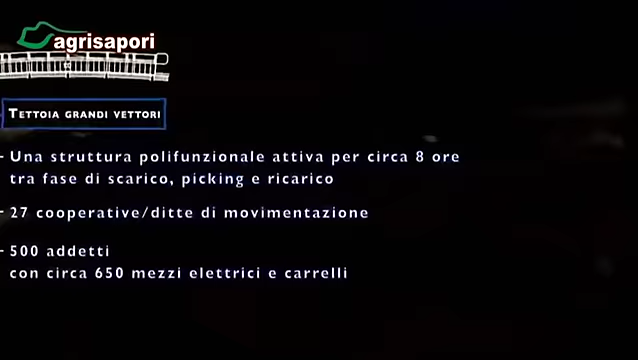 agrisapori
Tettoia grandi vettori
- Una struttura polifunzionale attiva per circa 8 ore
tra fase di scarico, picking e ricarico
- 27 cooperative/ditte di movimentazione
- 500 addetti
con circa 650 mezzi elettrici e carrelli